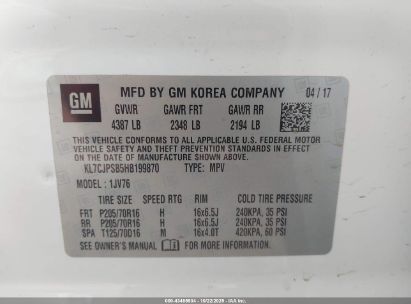 GM
MFD BY GM KOREA COMPANY 04/17
GVWR GAWR FRT GAWR RR
4387 LB 2348 LB 2194 LB
THIS VEHICLE CONFORMS TO ALL APPLICABLE U.S. FEDERAL MOTOR
VEHICLE SAFETY AND THEFT PREVENTION STANDARDS
IN EFFECT ON THE DATE OF MANUFACTURE SHOWN ABOVE.
KL7CJPSB5HB199870 TYPE: MPV
MODEL: 1JV76
TIRE SIZE SPEED RTG RIM COLD TIRE PRESSURE
FRT P205/70R16 H 16x6.5J 240KPA, 35 PSI
RR P205/70R16 H 16x6.5J 240KPA, 35 PSI
SPA T125/70D16 M 16x4.0T 420KPA, 60 PSI
SEE OWNER'S MANUAL FOR ADDITIONAL INFORMATION.